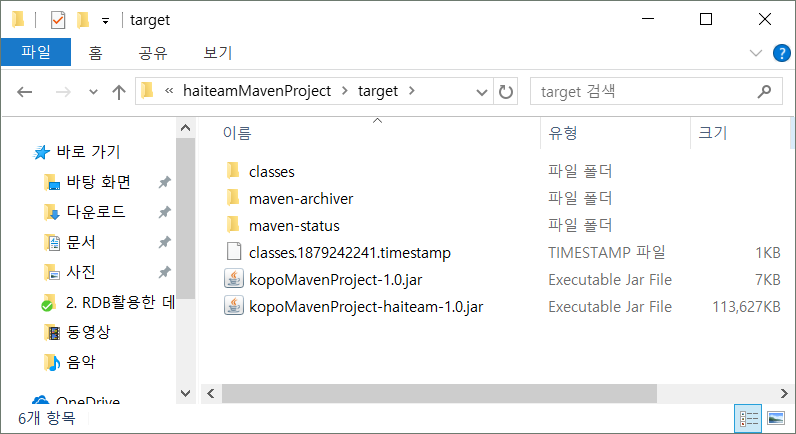 target
파일 홈 공유 보기
« haiteamMavenProject > target > target 검색
이름 유형 크기
바로 가기
바탕 화면
다운로드
문서
사진
2. RDB활용한 데
동영상
음악
OneDrive
classes 파일 폴더
maven-archiver 파일 폴더
maven-status 파일 폴더
classes.1879242241.timestamp TIMESTAMP 파일 1KB
kopoMavenProject-1.0.jar Executable Jar File 7KB
kopoMavenProject-haiteam-1.0.jar Executable Jar File 113,627KB
6개 항목